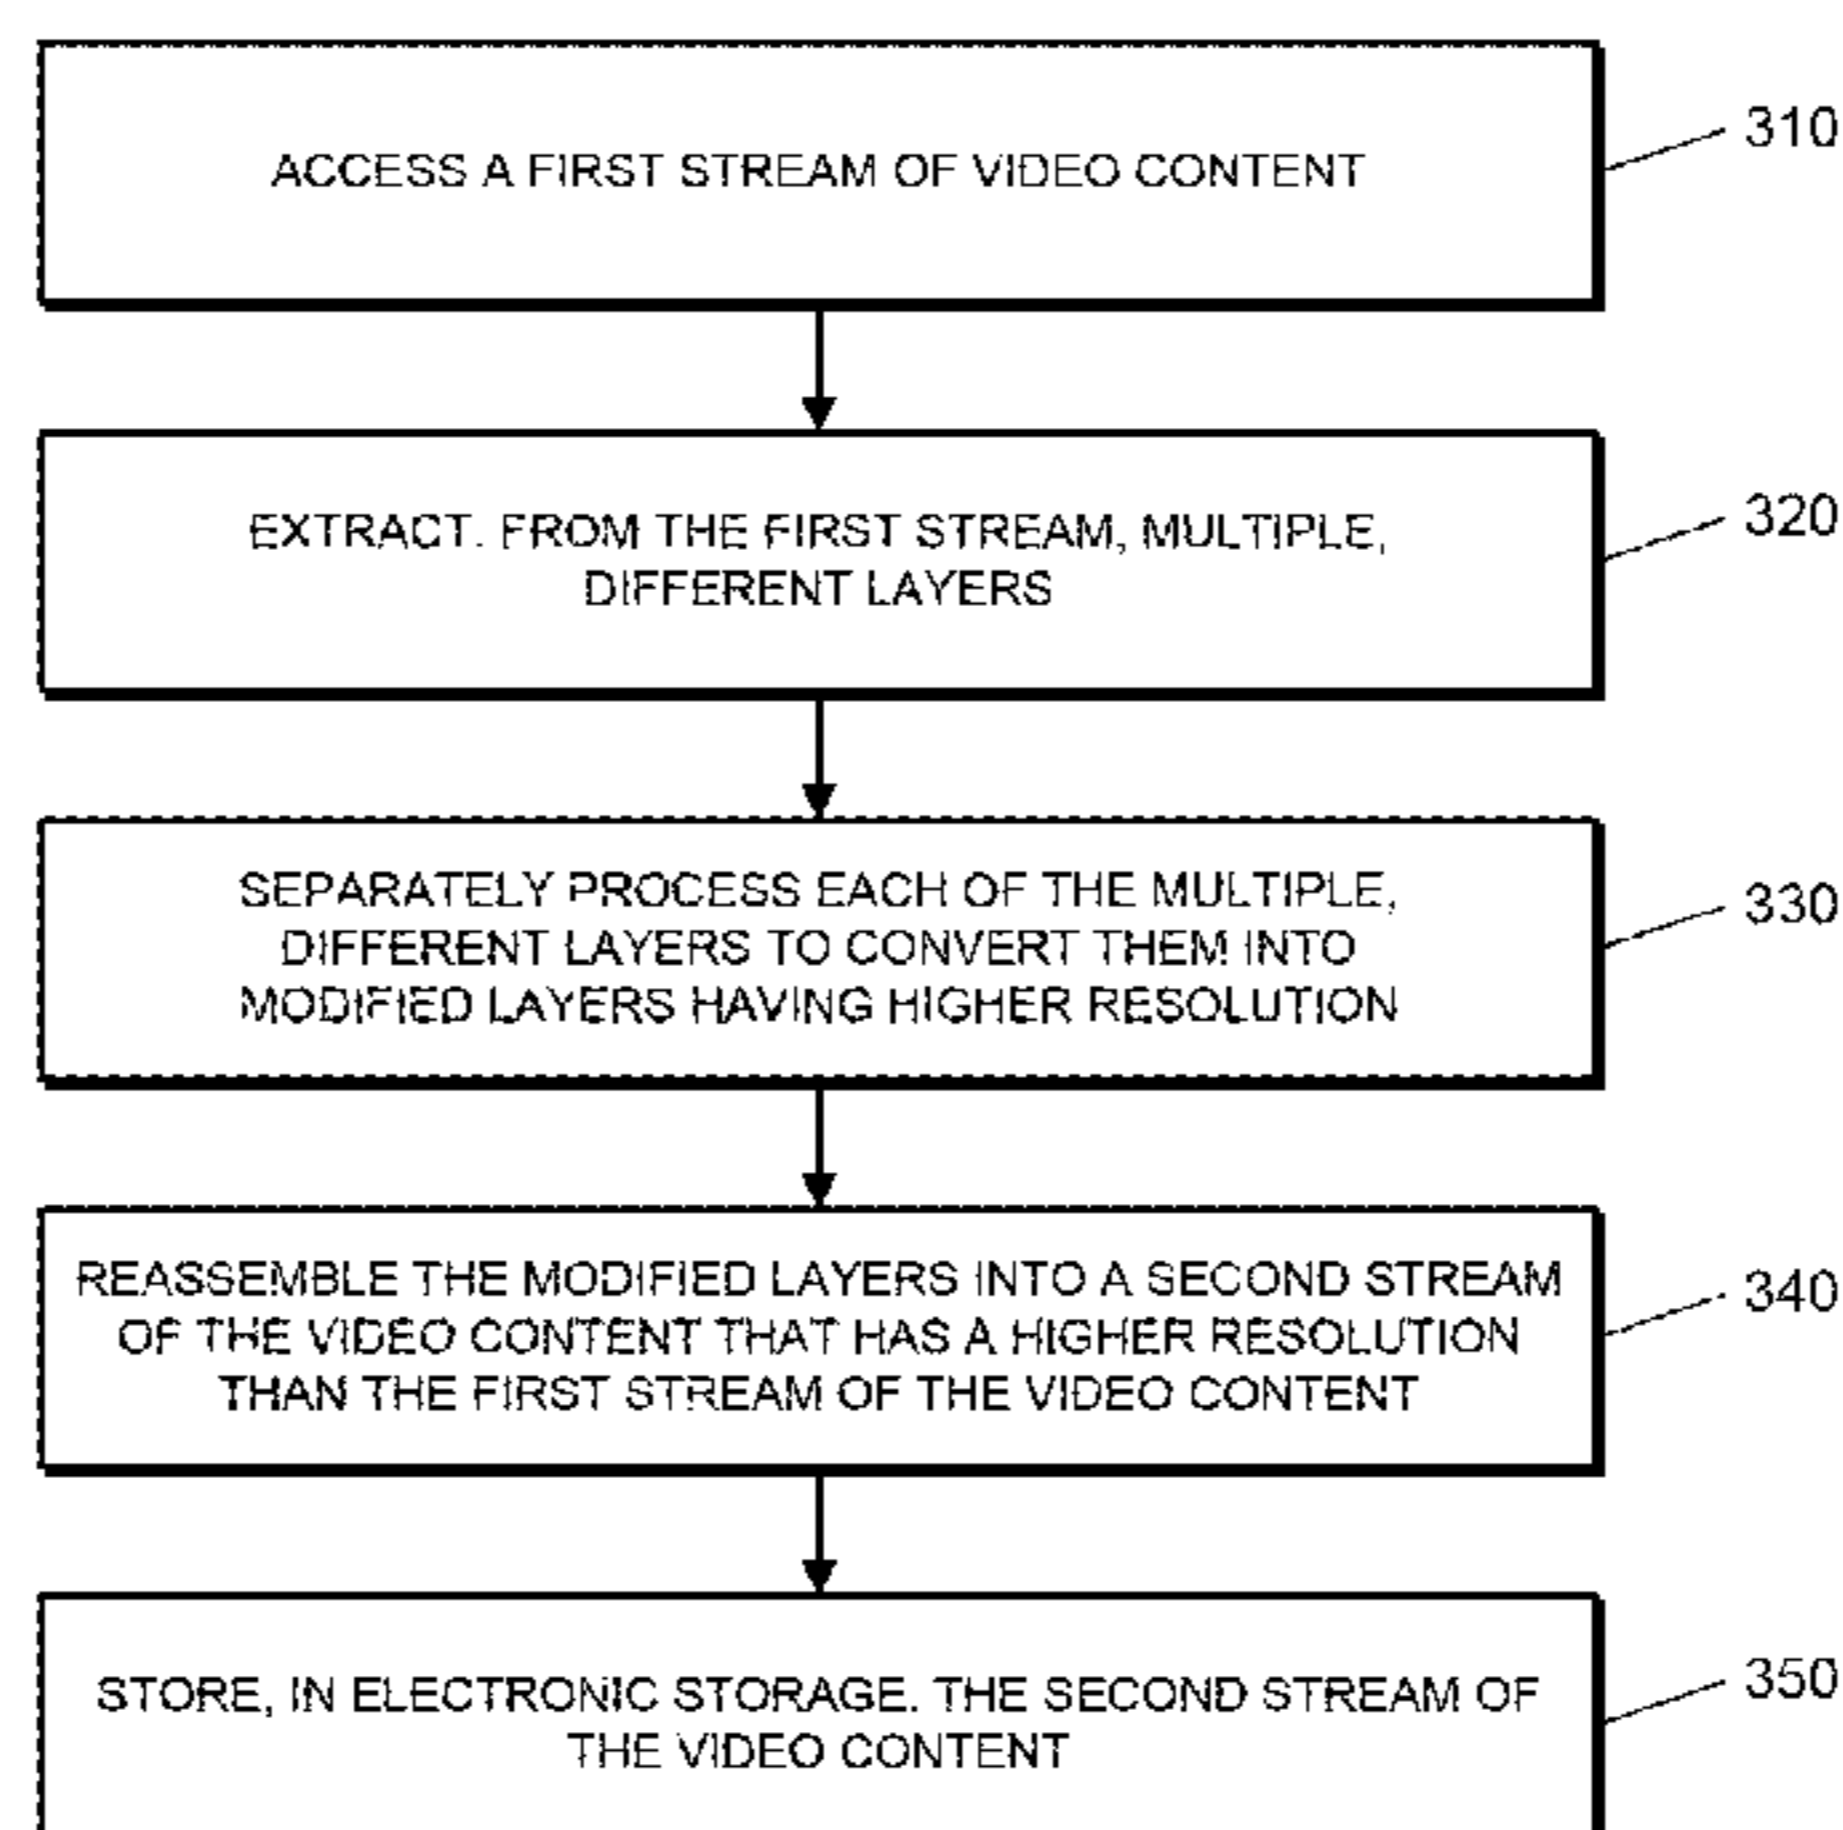 ACCESS A FIRST STREAM OF VIDEO CONTENT
310
EXTRACT. FROM THE FIRST STREAM, MULTIPLE,
DIFFERENT LAYERS
320
SEPARATELY PROCESS EACH OF THE MULTIPLE,
DIFFERENT LAYERS TO CONVERT THEM INTO
MODIFIED LAYERS HAVING HIGHER RESOLUTION
330
REASSEMBLE THE MODIFIED LAYERS INTO A SECOND STREAM
OF THE VIDEO CONTENT THAT HAS A HIGHER RESOLUTION
THAN THE FIRST STREAM OF THE VIDEO CONTENT
340
STORE, IN ELECTRONIC STORAGE. THE SECOND STREAM OF
THE VIDEO CONTENT
350